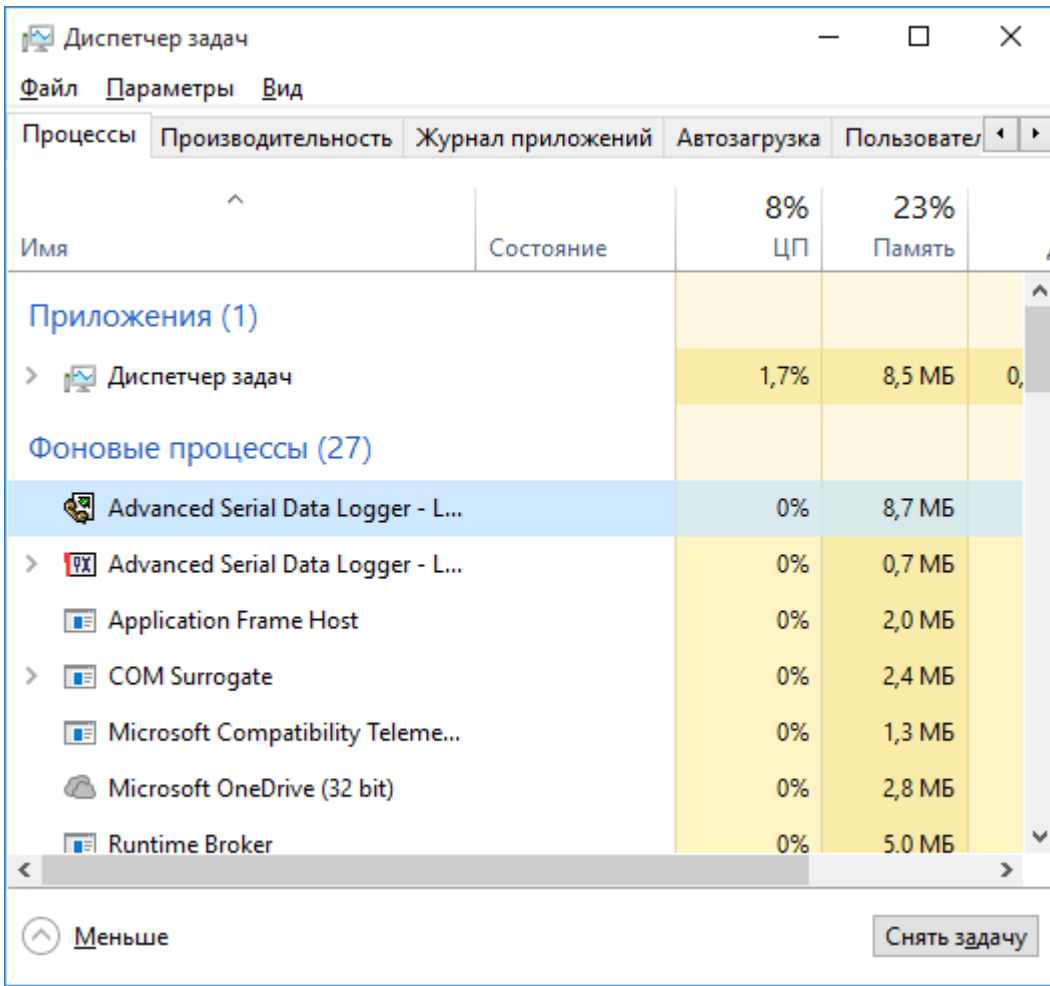 Диспетчер задач
Файл Параметры Вид
Процессы Производительность Журнал приложений Автозагрузка Пользовател
8% 23%
Имя Состояние ЦП Память
Приложения (1)
Диспетчер задач 1,7% 8,5 МБ 0,
Фоновые процессы (27)
Advanced Serial Data Logger - L... 0% 8,7 МБ
Advanced Serial Data Logger - L... 0% 0,7 МБ
Application Frame Host 0% 2,0 МБ
COM Surrogate 0% 2,4 МБ
Microsoft Compatibility Teleme... 0% 1,3 МБ
Microsoft OneDrive (32 bit) 0% 2,8 МБ
Runtime Broker 0% 5,0 МБ
Меньше Снять задачу